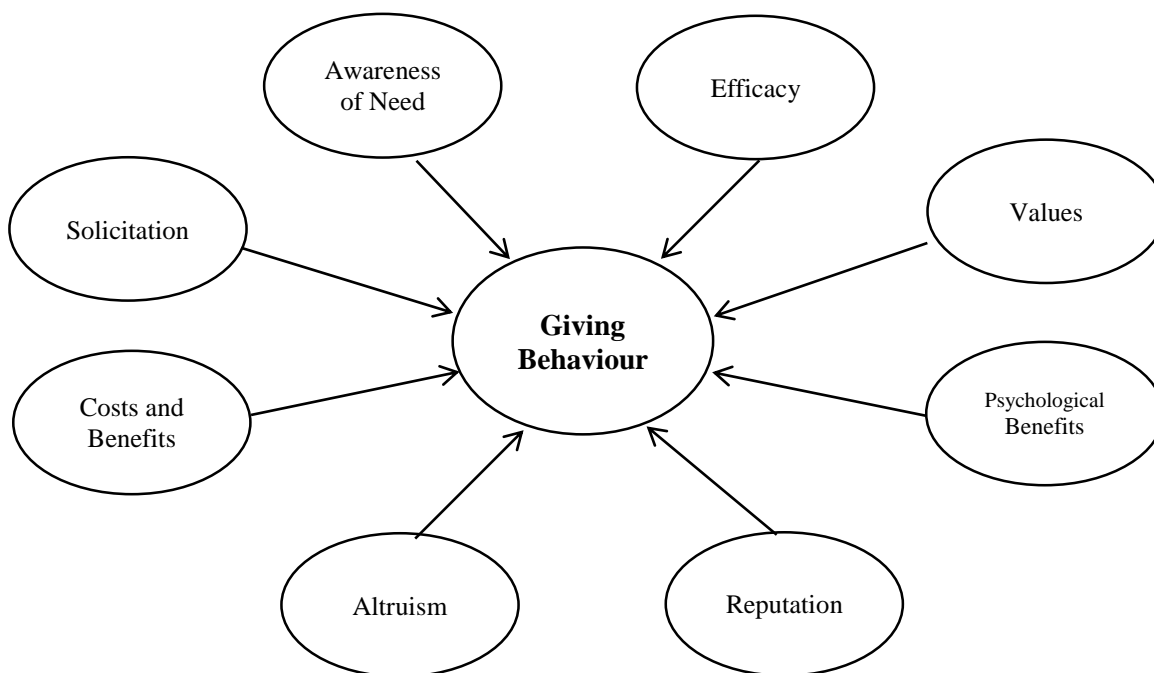 Awareness
of Need
Efficacy
Solicitation
Values
Giving
Behaviour
Costs and
Benefits
Psychological
Benefits
Altruism
Reputation